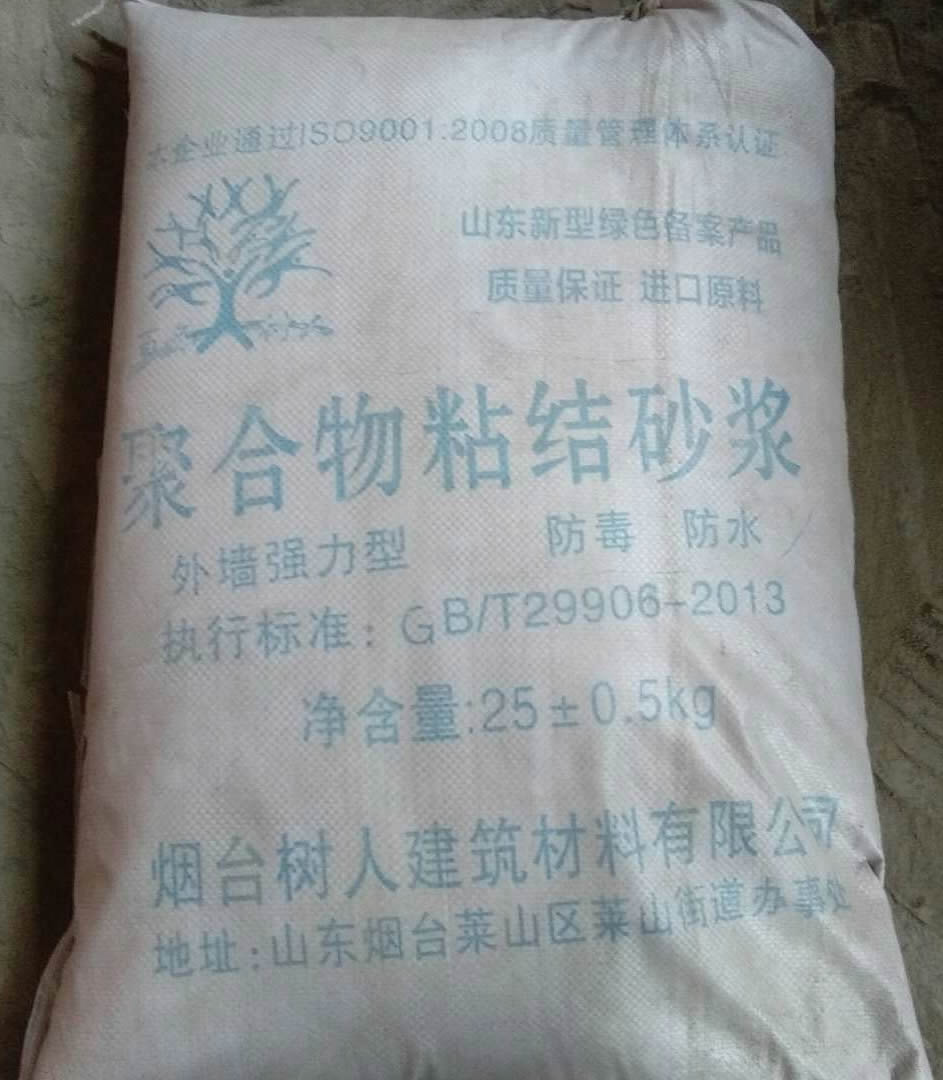 本企业通过ISO9001:2008质量管理体系认证
山东新型绿色备案产品
质量保证 进口原料
聚合物粘结砂浆
外墙强力型 防毒 防水
执行标准：GB/T29906-2013
净含量:25±0.5kg
烟台树人建筑材料有限公司
地址:山东烟台莱山区莱山街道办事处